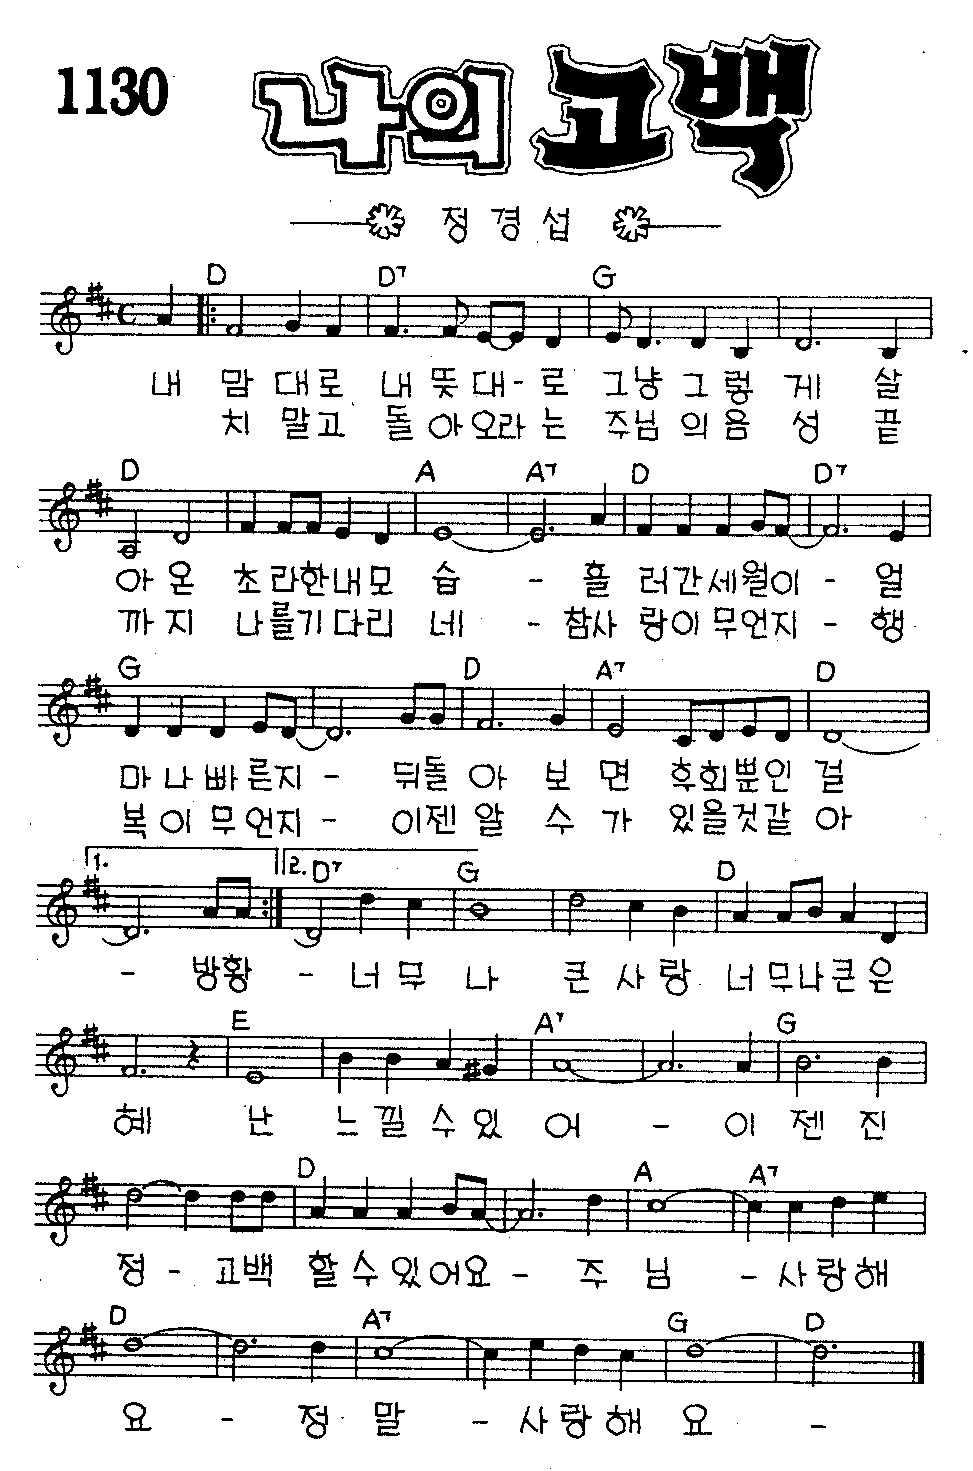 1130 나의 고백
정경섭
D D7 G
내 맘 대로 내 뜻 대- 로 그냥 그 렇 게 살
치 말고 돌 아오라 는 주님 의 음 성 끝
D A A7 D D7
아 온 초 라한내모 습 - 흘 러간세월이 - 얼
까 지 나를기다리 네 - 참사 랑이무언지 - 행
G D A7 D
마 나 빠 른지 - 뒤돌 아 보 면 후회뿐인 걸
복 이 무 언지 - 이젠 알 수 가 있을것같 아
1. 2. D7 G D
- 방황 - 너 무 나 큰 사 랑 너 무나큰 은
E A7 G
혜 난 느 낄 수 있 어 - 이 젠 진
D A A7
정 - 고백 할수있어요 - 주 님 - 사랑해
D A7 G D
요 - 정 말 - 사랑해 요 -